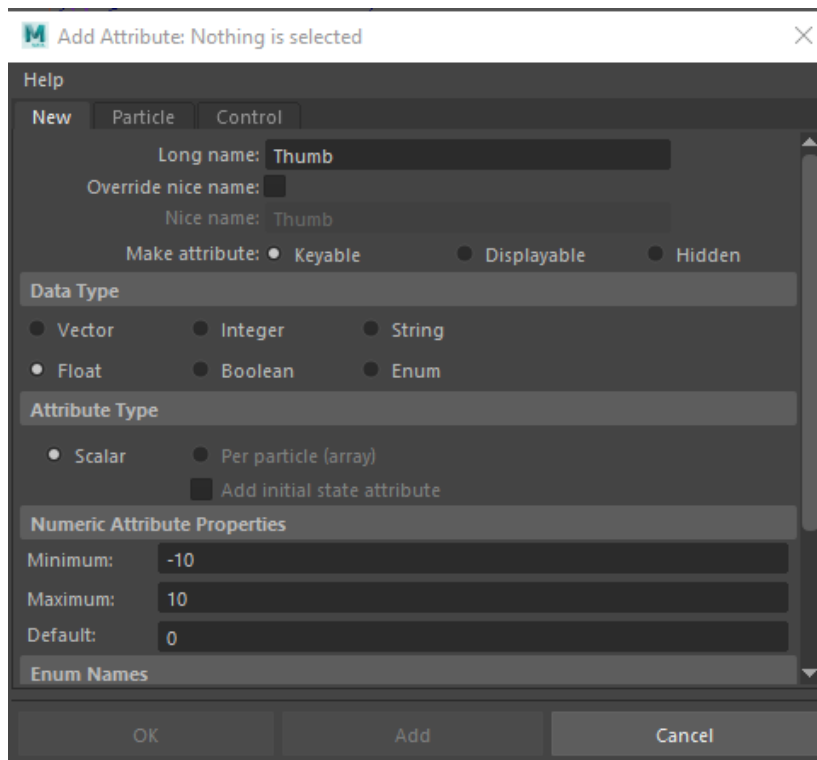 Add Attribute: Nothing is selected
Help
New Particle Control
Long name: Thumb
Override nice name:
Nice name: Thumb
Make attribute: Keyable Displayable Hidden
Data Type
Vector Integer String
Float Boolean Enum
Attribute Type
Scalar Per particle (array)
Add initial state attribute
Numeric Attribute Properties
Minimum: -10
Maximum: 10
Default: 0
Enum Names
OK Add Cancel